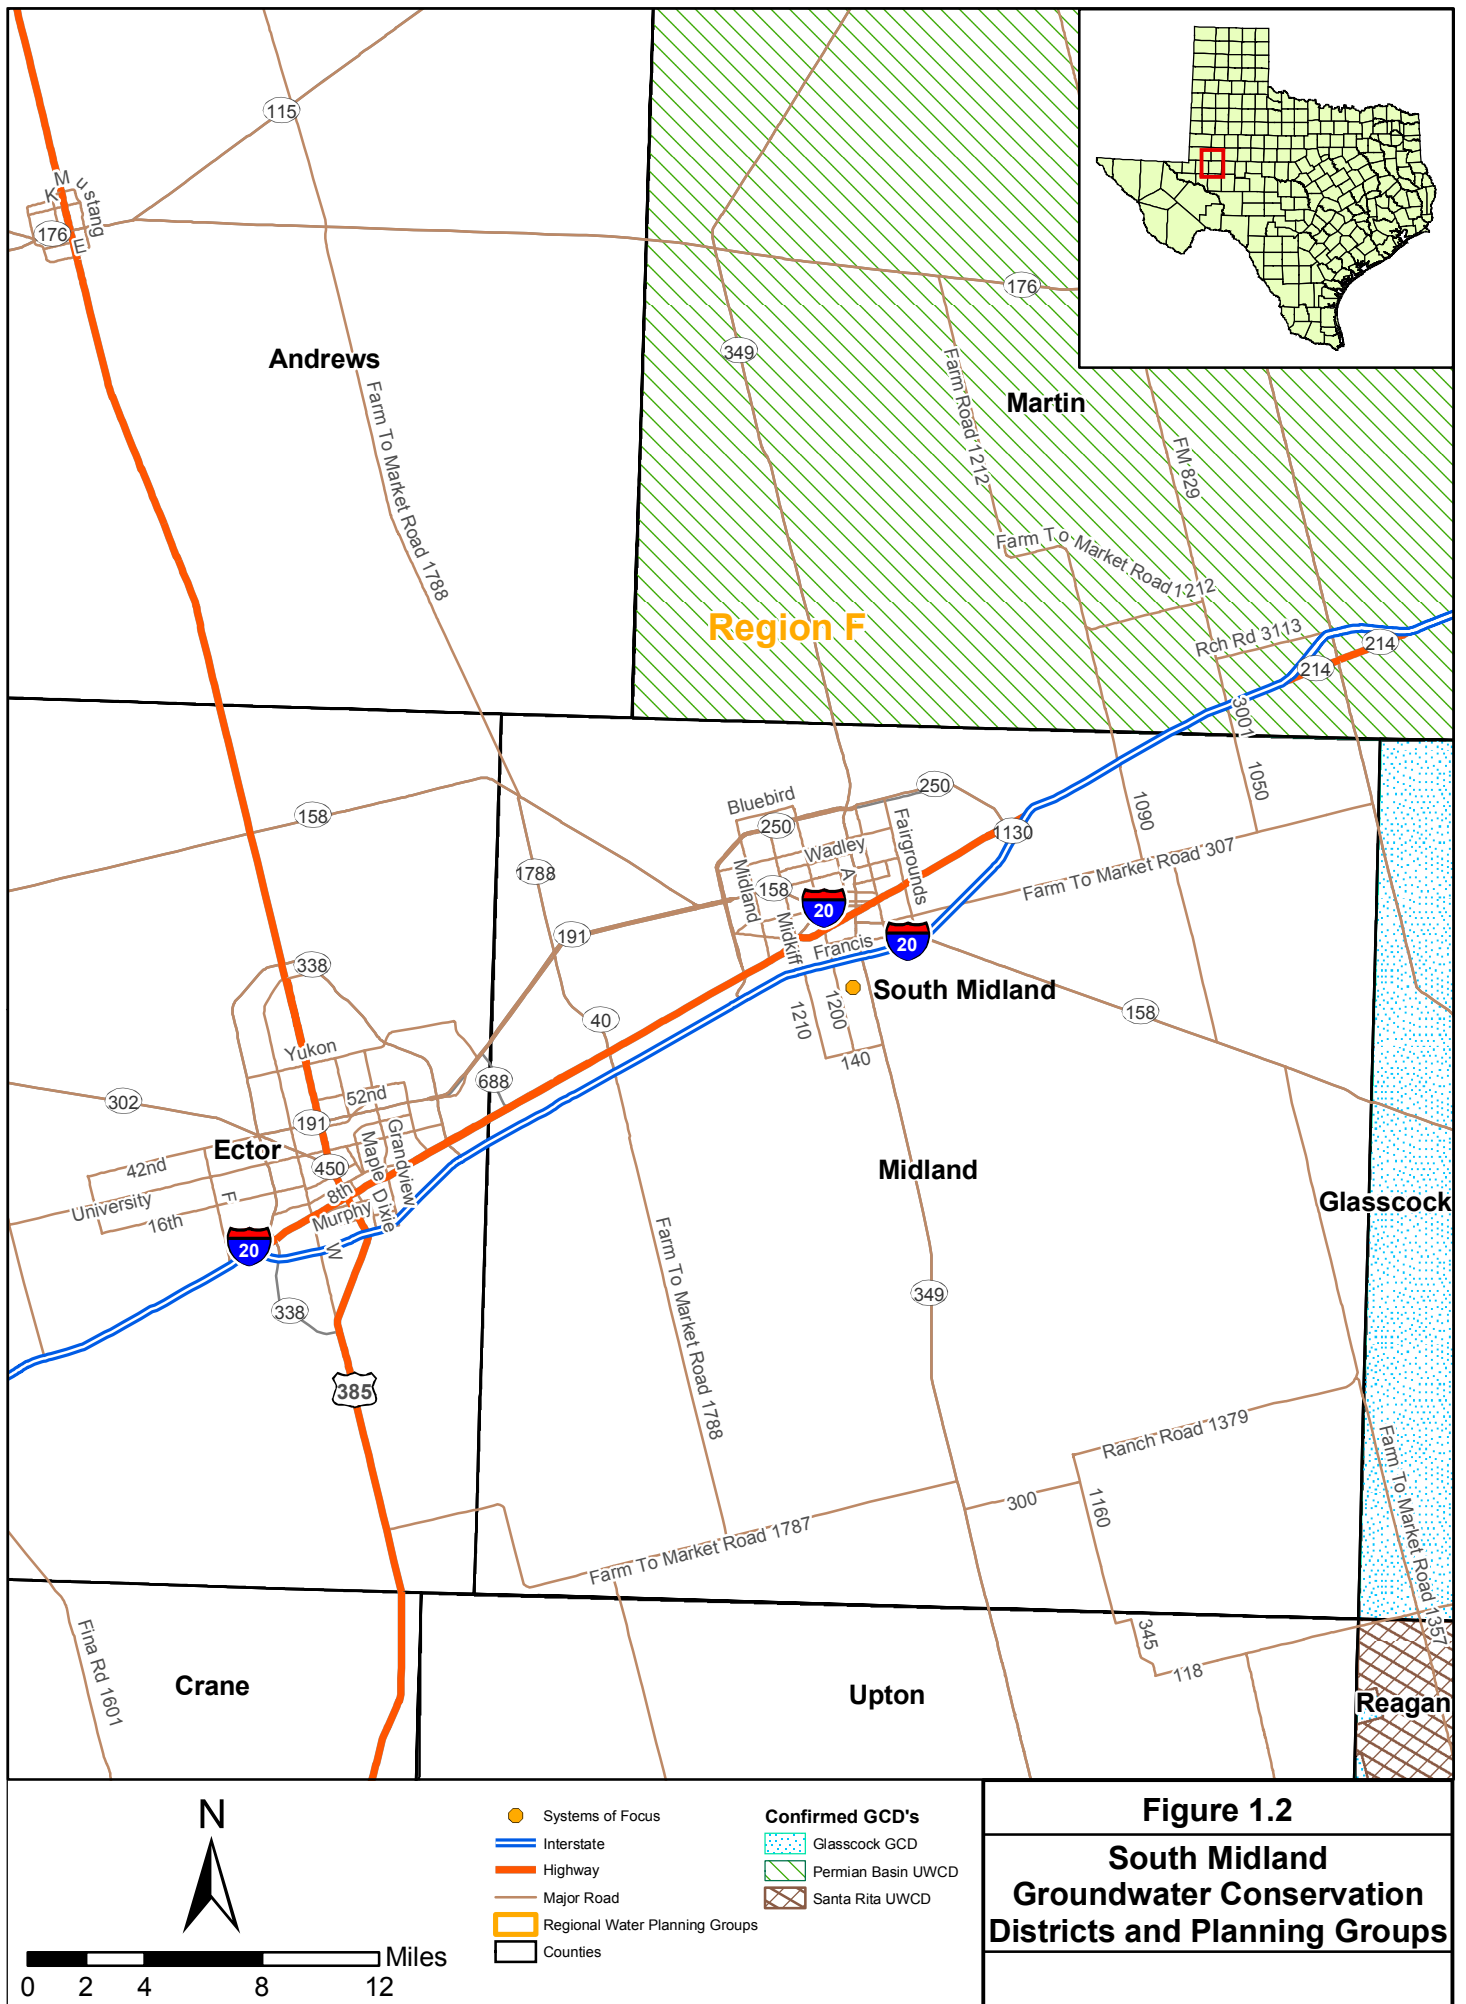 115
M
K
u stang
176
E
Andrews
Farm To Market Road 1788
349
176
Farm Road 1212
Martin
FM 829
Farm To Market Road 1212
Region F
Rch Rd 3113
214
214
3001
1050
1090
158
Bluebird
250
250
1130
Fairgrounds
Wadley
A
1788
Midland
158
20
Midkiff
Francis
20
Farm To Market Road 307
191
South Midland
338
40
1210
1200
140
158
Yukon
688
302
52nd
191
Grandview
Maple
Dixie
Ector
450
42nd
University
F
16th
8th
Murphy
W
20
338
Midland
Glasscock
Farm To Market Road 1788
349
385
Ranch Road 1379
Farm To Market Road 1357
300
1160
Farm To Market Road 1787
345
118
Fina Rd 1601
Crane
Upton
Reagan
N
Miles
0 2 4 8 12
Systems of Focus
Interstate
Highway
Major Road
Regional Water Planning Groups
Counties
Confirmed GCD's
Glasscock GCD
Permian Basin UWCD
Santa Rita UWCD
Figure 1.2
South Midland
Groundwater Conservation
Districts and Planning Groups